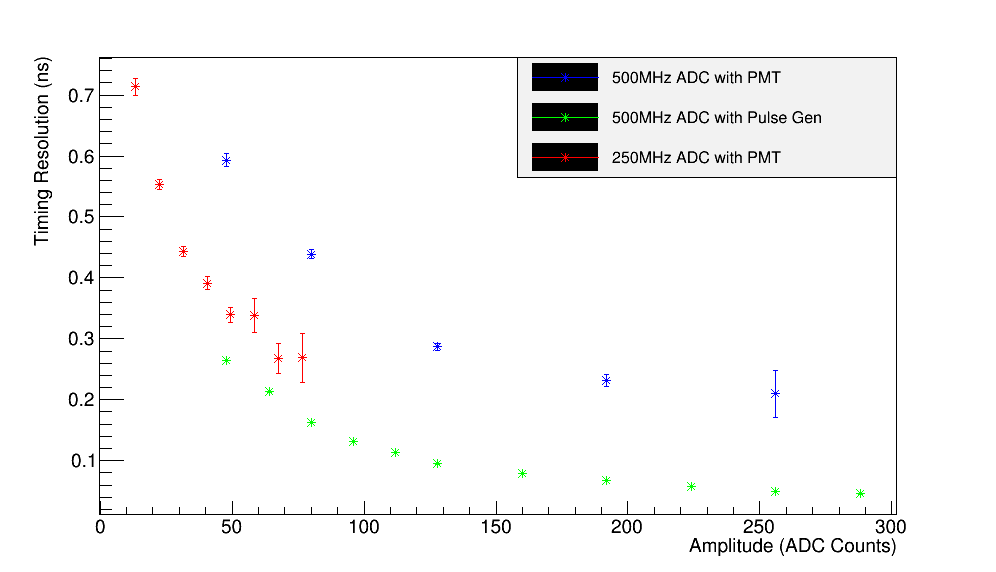 Timing Resolution (ns)
0.7
0.6
0.5
0.4
0.3
0.2
0.1
500MHz ADC with PMT
500MHz ADC with Pulse Gen
250MHz ADC with PMT
0 50 100 150 200 250 300
Amplitude (ADC Counts)